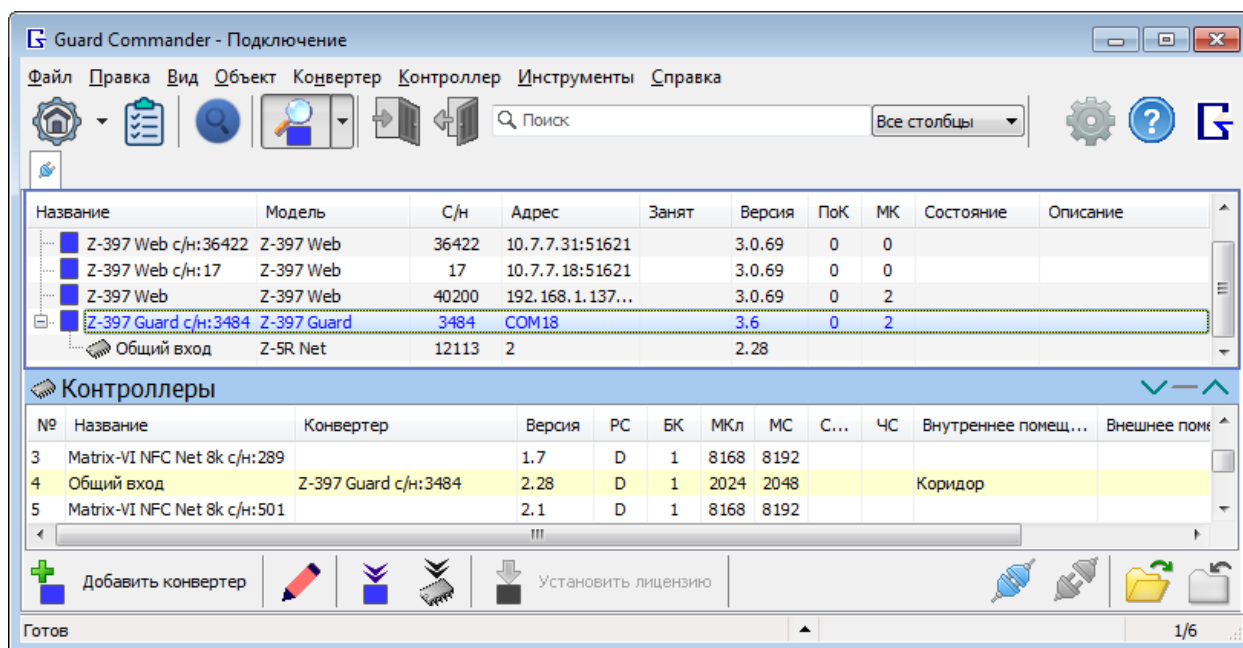 Guard Commander - Подключение
Файл Правка Вид Объект Конвертер Контроллер Инструменты Справка
Поиск Все столбцы
Название Модель С/н Адрес Занят Версия ПоК МК Состояние Описание
Z-397 Web с/н:36422 Z-397 Web 36422 10.7.7.31:51621 3.0.69 0 0
Z-397 Web с/н:17 Z-397 Web 17 10.7.7.18:51621 3.0.69 0 0
Z-397 Web Z-397 Web 40200 192.168.1.137... 3.0.69 0 2
Z-397 Guard с/н:3484 Z-397 Guard 3484 COM18 3.6 0 2
Общий вход Z-5R Net 12113 2 2.28
Контроллеры
№ Название Конвертер Версия РС БК МКл МС С... ЧС Внутреннее помещ... Внешнее поме
3 Matrix-VI NFC Net 8k с/н:289 1.7 D 1 8168 8192
4 Общий вход Z-397 Guard с/н:3484 2.28 D 1 2024 2048 Коридор
5 Matrix-VI NFC Net 8k с/н:501 2.1 D 1 8168 8192
Добавить конвертер Установить лицензию
Готов 1/6